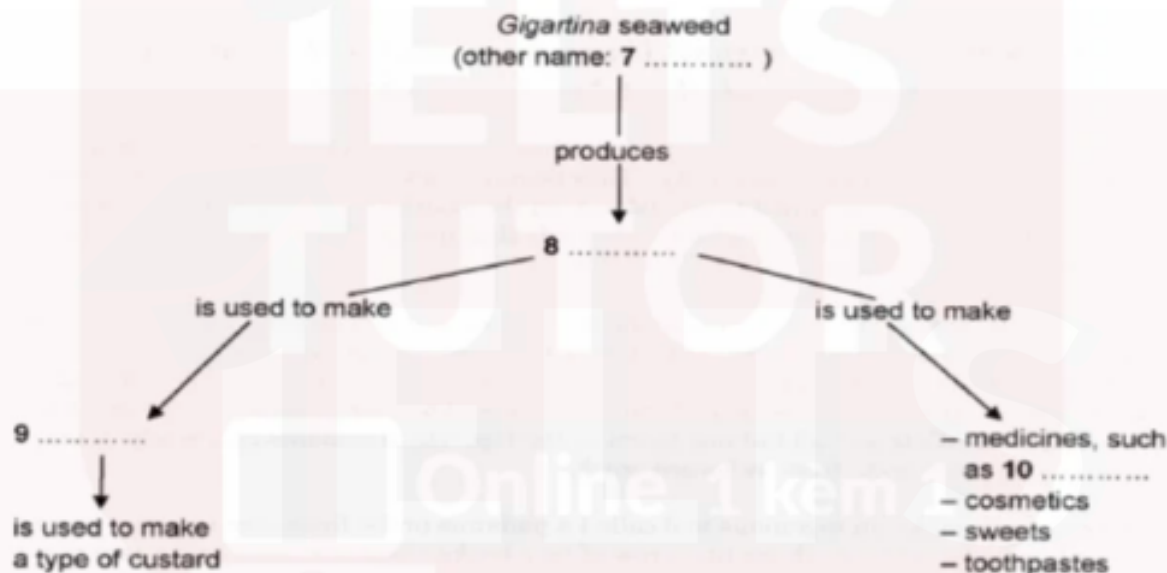 Gigartina seaweed
(other name: 7 ............ )
produces
8 ............
is used to make
is used to make
9 ............
is used to make
a type of custard
– medicines, such
as 10 ............
– cosmetics
– sweets
– toothpastes
IELTS
TUTOR
IELTS
Online 1 kèm 1